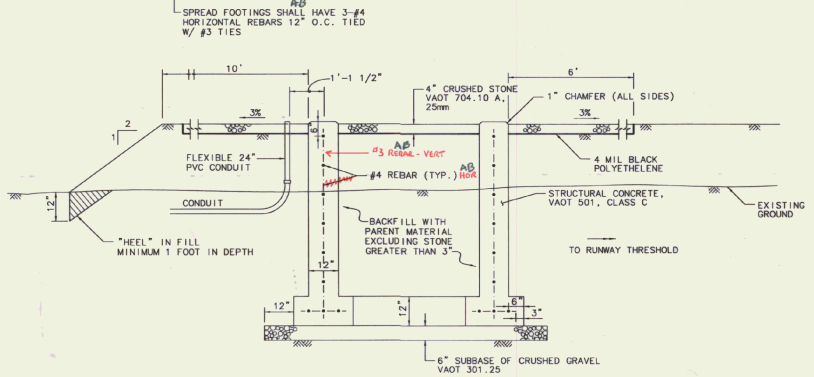 AB
SPREAD FOOTINGS SHALL HAVE 3-#4
HORIZONTAL REBARS 12" O.C. TIED
W/ #3 TIES
10'
1'-1 1/2"
6'
4" CRUSHED STONE
VAOT 704.10 A,
25mm
1" CHAMFER (ALL SIDES)
2
1
3%
3%
6"
AB
#3 REBAR - VERT
FLEXIBLE 24"
PVC CONDUIT
4 MIL BLACK
POLYETHELENE
AB
#4 REBAR (TYP.) HOR
12"
CONDUIT
STRUCTURAL CONCRETE,
VAOT 501, CLASS C
EXISTING
GROUND
BACKFILL WITH
PARENT MATERIAL
EXCLUDING STONE
GREATER THAN 3"
"HEEL" IN FILL
MINIMUM 1 FOOT IN DEPTH
TO RUNWAY THRESHOLD
12"
12"
12"
6"
3"
6" SUBBASE OF CRUSHED GRAVEL
VAOT 301.25